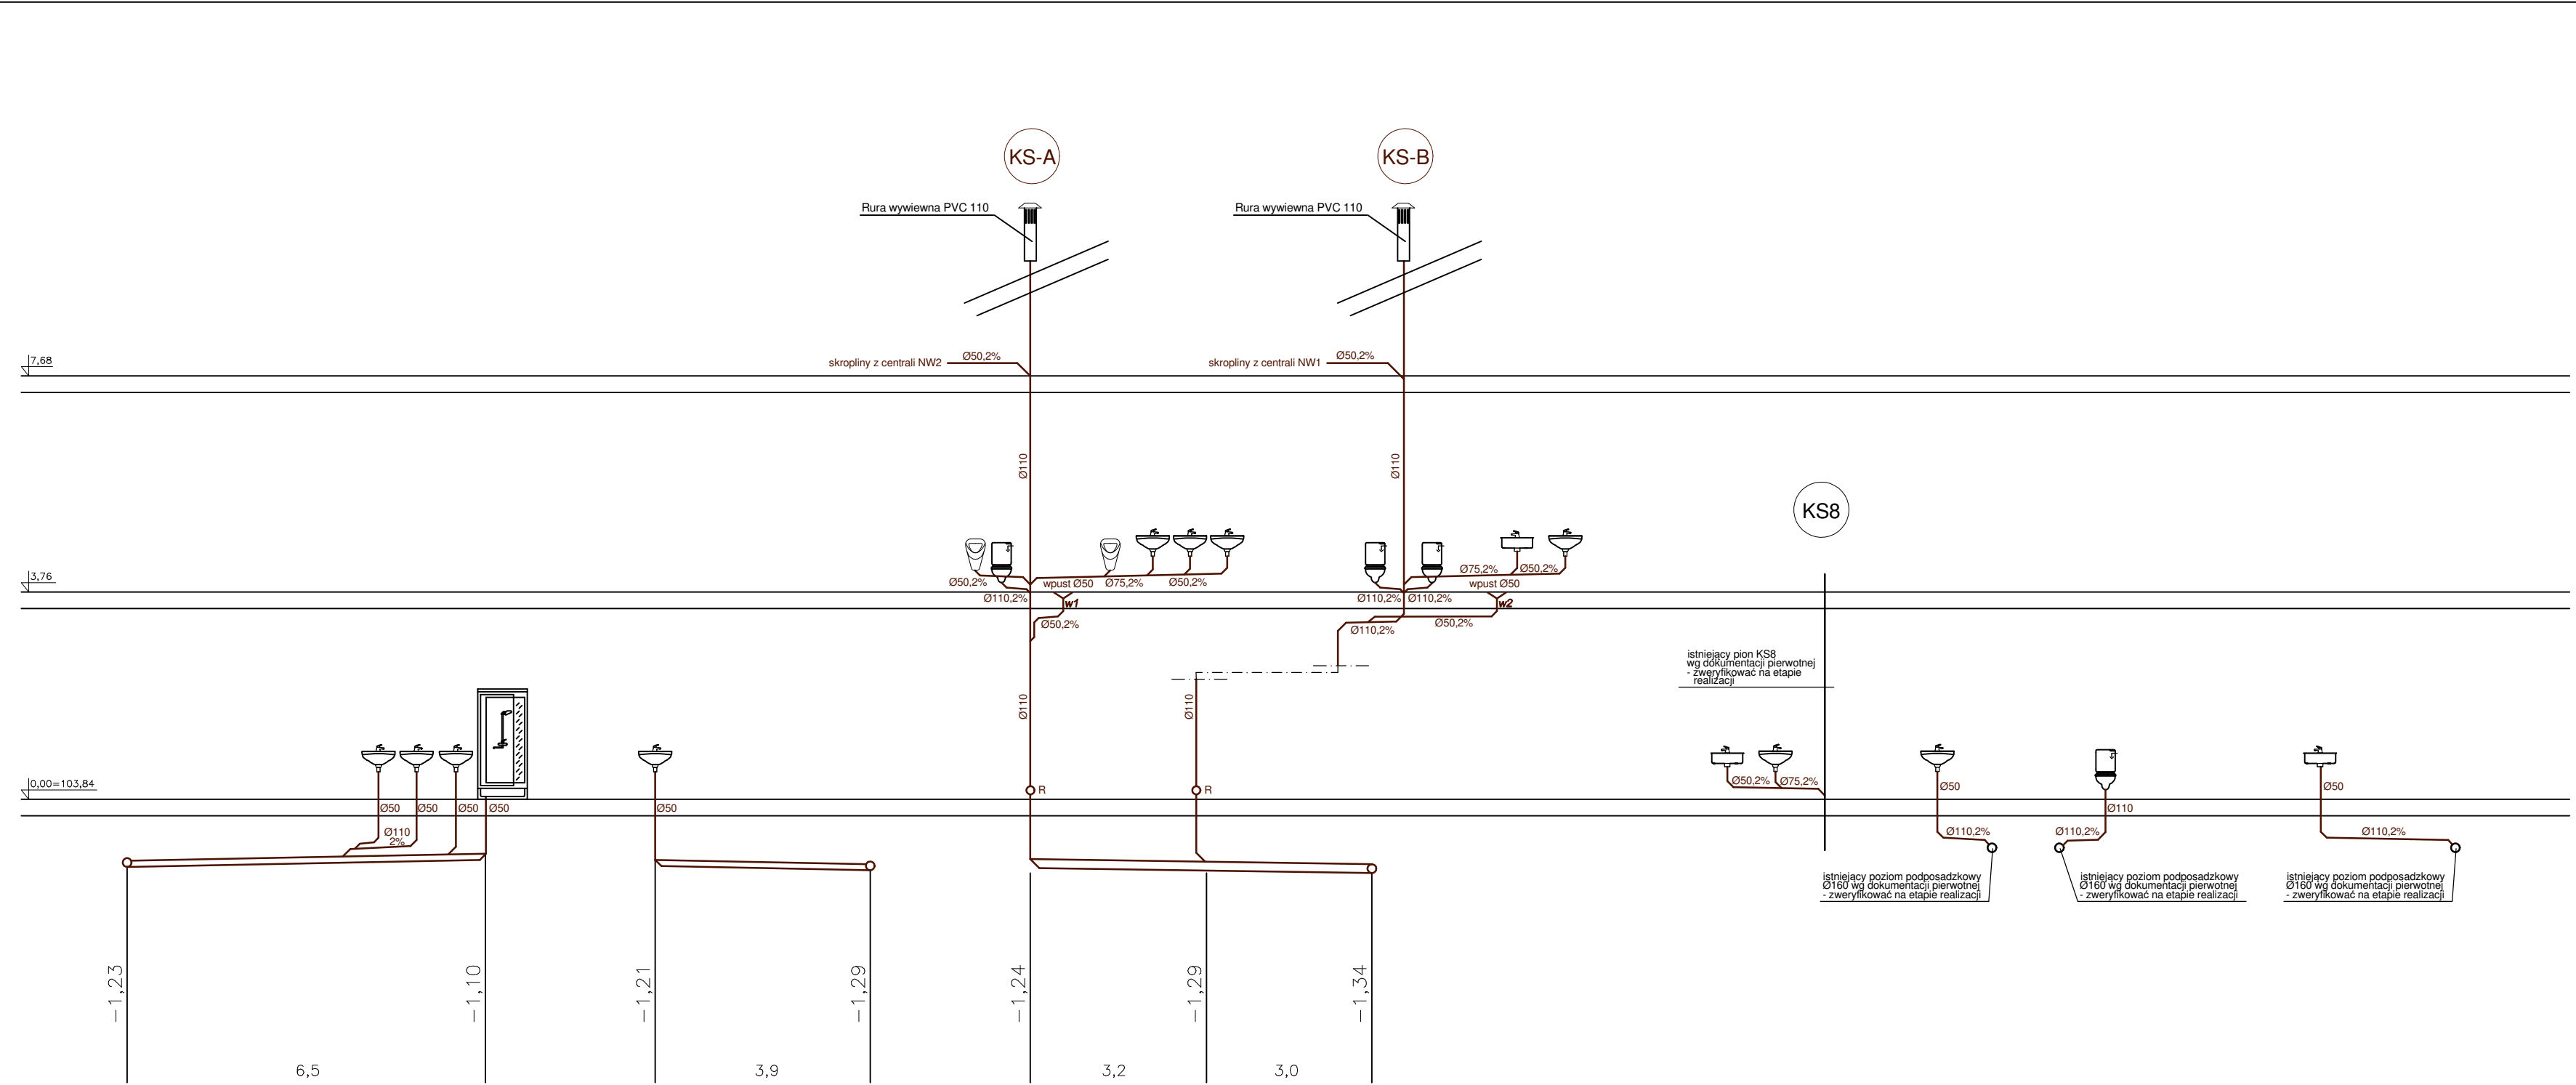 KS-A
KS-B
Rura wywiewna PVC 110
Rura wywiewna PVC 110
7,68
skropliny z centrali NW2
Ø50,2%
skropliny z centrali NW1
Ø50,2%
Ø110
Ø110
KS8
3,76
Ø50,2%
wpust Ø50
Ø75,2%
Ø50,2%
Ø110,2%
w1
Ø50,2%
Ø75,2%
Ø50,2%
wpust Ø50
Ø110,2%
Ø110,2%
w2
Ø110,2%
Ø50,2%
istniejący pion KS8
wg dokumentacji pierwotnej
- zweryfikować na etapie
realizacji
Ø110
Ø110
0,00=103,84
R
R
Ø50,2%
Ø75,2%
Ø50
Ø50
Ø50
Ø50
Ø50
Ø50
Ø110
Ø50
Ø110
2%
Ø110,2%
Ø110,2%
Ø110,2%
istniejący poziom podposadzkowy
Ø160 wg dokumentacji pierwotnej
- zweryfikować na etapie realizacji
istniejący poziom podposadzkowy
Ø160 wg dokumentacji pierwotnej
- zweryfikować na etapie realizacji
istniejący poziom podposadzkowy
Ø160 wg dokumentacji pierwotnej
- zweryfikować na etapie realizacji
-1,23
-1,10
-1,21
-1,29
-1,24
-1,29
-1,34
6,5
3,9
3,2
3,0